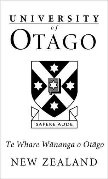 UNIVERSITY
of
OTAGO
SAPERE AUDE
Te Whare Wānanga o Otāgo
NEW ZEALAND